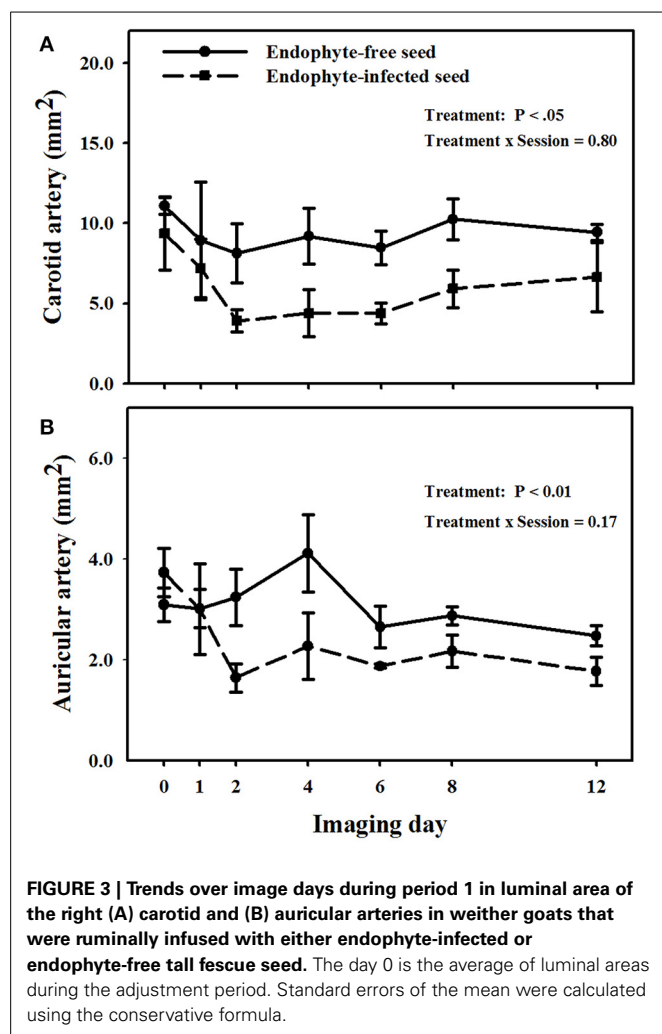 A
Endophyte-free seed
Endophyte-infected seed
Treatment: P < .05
Treatment x Session = 0.80
Carotid artery (mm²)
20.0
15.0
10.0
5.0
0.0
B
Treatment: P < 0.01
Treatment x Session = 0.17
Auricular artery (mm²)
6.0
4.0
2.0
0.0
0 1 2 4 6 8 12
Imaging day
FIGURE 3 | Trends over image days during period 1 in luminal area of
the right (A) carotid and (B) auricular arteries in weither goats that
were ruminally infused with either endophyte-infected or
endophyte-free tall fescue seed. The day 0 is the average of luminal areas
during the adjustment period. Standard errors of the mean were calculated
using the conservative formula.